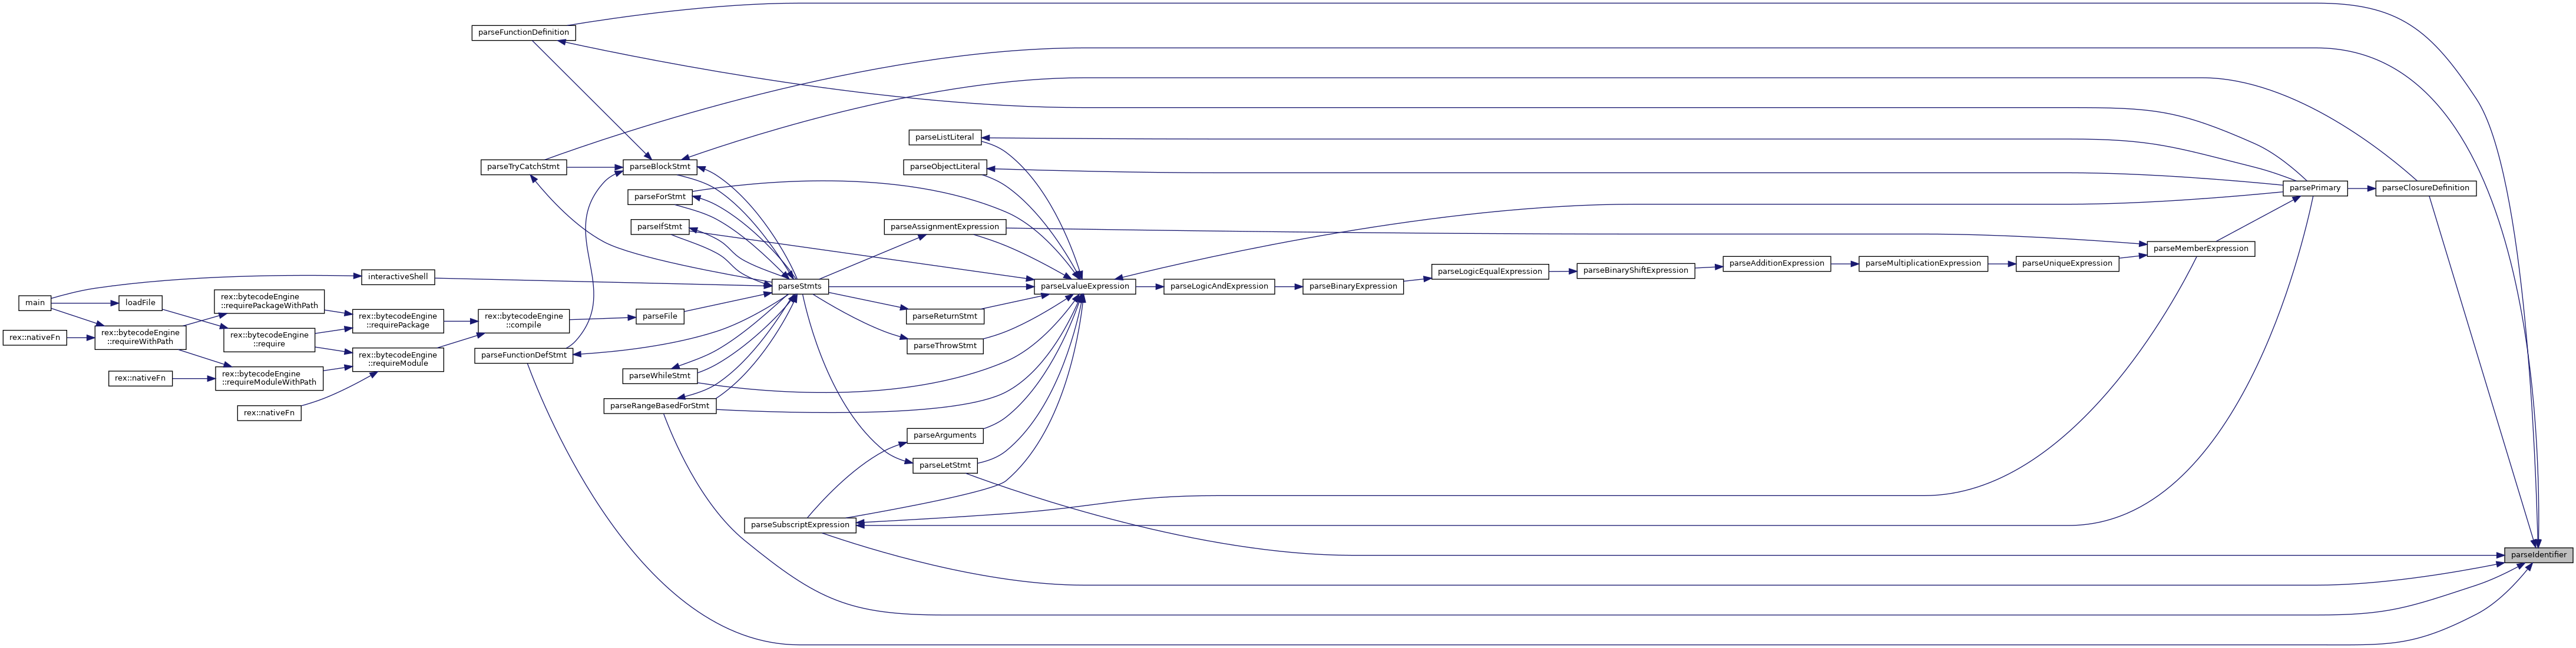 parseFunctionDefinition
parseListLiteral
parseTryCatchStmt
parseBlockStmt
parseObjectLiteral
parsePrimary
parseClosureDefinition
parseForStmt
parseIfStmt
parseAssignmentExpression
parseMemberExpression
interactiveShell
parseStmts
parseLvalueExpression
parseLogicAndExpression
parseBinaryExpression
parseLogicEqualExpression
parseBinaryShiftExpression
parseAdditionExpression
parseMultiplicationExpression
parseUniqueExpression
main
loadFile
rex::bytecodeEngine
::requirePackageWithPath
rex::bytecodeEngine
::requirePackage
rex::bytecodeEngine
::compile
parseFile
parseReturnStmt
rex::nativeFn
rex::bytecodeEngine
::requireWithPath
rex::bytecodeEngine
::require
parseThrowStmt
rex::bytecodeEngine
::requireModule
parseFunctionDefStmt
rex::nativeFn
rex::bytecodeEngine
::requireModuleWithPath
parseWhileStmt
rex::nativeFn
parseRangeBasedForStmt
parseArguments
parseLetStmt
parseSubscriptExpression
parseIdentifier